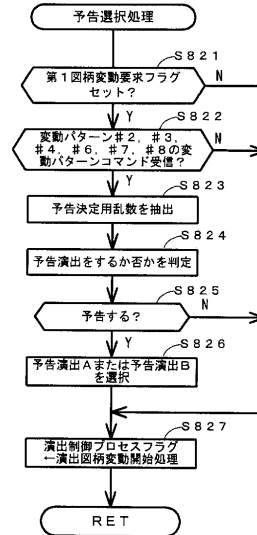 予告選択処理
S821
第1図柄変動要求フラグ
セット?
N
Y
S822
変動パターン#2、#3、
#4、#6、#7、#8の変
動パターンコマンド受信?
N
Y
S823
予告決定用乱数を抽出
S824
予告演出をするか否かを判定
S825
予告する?
N
Y
S826
予告演出Aまたは予告演出B
を選択
S827
演出制御プロセスフラグ
←演出図柄変動開始処理
RET